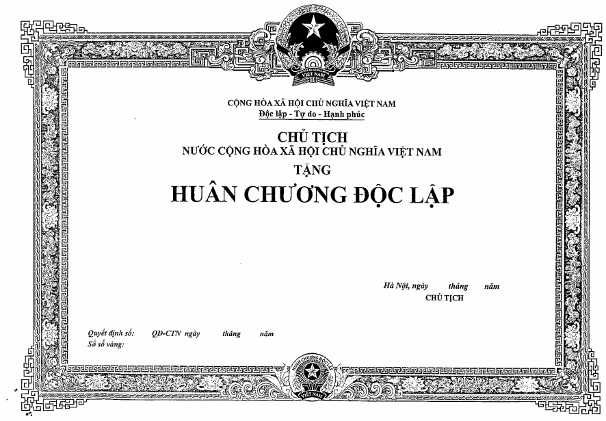 VIỆT NAM
CỘNG HÒA XÃ HỘI CHỦ NGHĨA VIỆT NAM
Độc lập - Tự do - Hạnh phúc
CHỦ TỊCH
NƯỚC CỘNG HÒA XÃ HỘI CHỦ NGHĨA VIỆT NAM
TẶNG
HUÂN CHƯƠNG ĐỘC LẬP
Hà Nội, ngày tháng năm
CHỦ TỊCH
Quyết định số: QĐ-CTN ngày tháng năm
Số sổ vàng:
VIỆT NAM